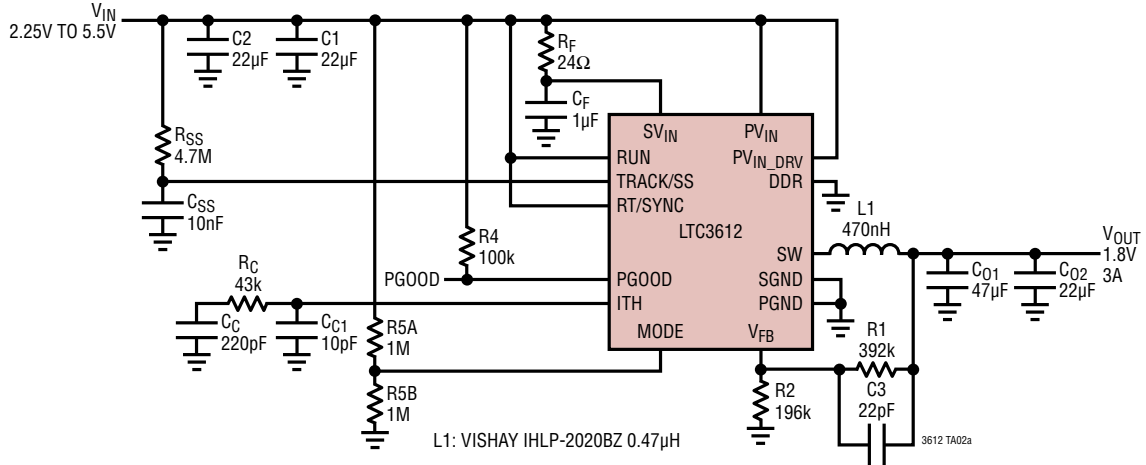 VIN
2.25V TO 5.5V
C2
22µF
C1
22µF
RF
24Ω
CF
1µF
RSS
4.7M
CSS
10nF
SVIN
PVIN
RUN
PVIN_DRV
TRACK/SS
DDR
RT/SYNC
LTC3612
L1
470nH
SW
VOUT
1.8V
3A
R4
100k
PGOOD
PGOOD
SGND
ITH
PGND
MODE
VFB
RC
43k
CC
220pF
CC1
10pF
R5A
1M
R5B
1M
CO1
47µF
CO2
22µF
R1
392k
R2
196k
C3
22pF
L1: VISHAY IHLP-2020BZ 0.47µH
3612 TA02a